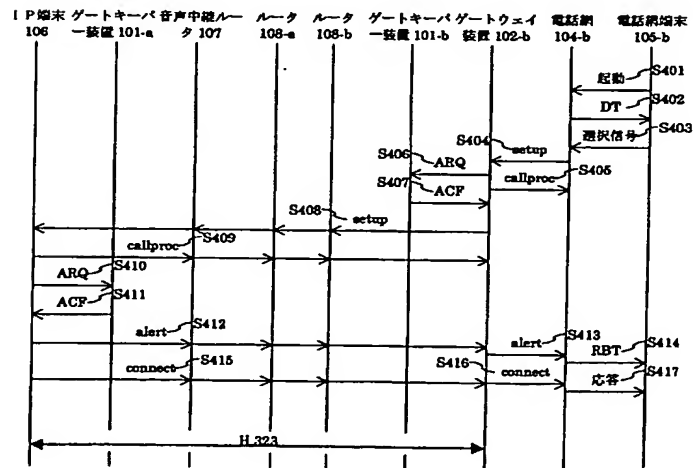 IP端末 ゲートキーパ 音声中継ルー ルータ ルータ ゲートキーパ ゲートウェイ 電話網 電話網端末
106 ー装置 101-a タ 107 108-a 108-b ー装置 101-b 装置 102-b 104-b 105-b
起動 S401
DT S402
選択信号 S403
S404 setup
S406 ARQ
callproc S405
S407 ACF
S408 setup
callproc S409
ARQ S410
ACF S411
alert S412
alert S413
RBT S414
connect S415
S416 connect
応答 S417
H.323